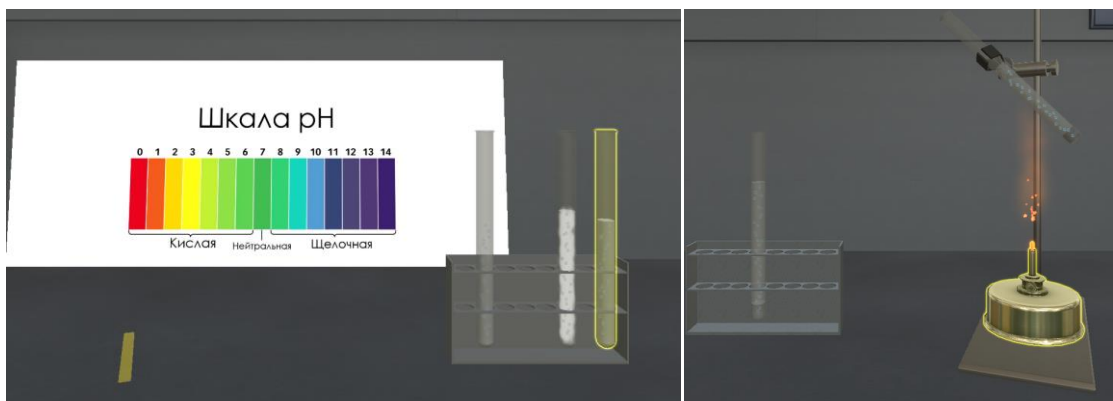 Шкала pH
0 1 2 3 4 5 6 7 8 9 10 11 12 13 14
Кислая Нейтральная Щелочная